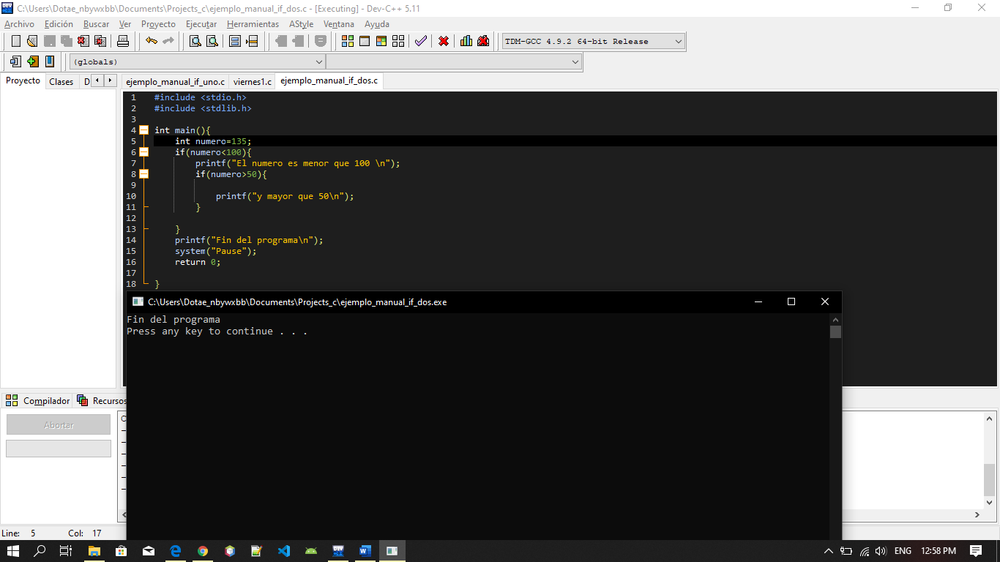 C:\Users\Dotae_nbywxbb\Documents\Projects_c\ejemplo_manual_if_dos.c - [Executing] - Dev-C++ 5.11
Archivo Edición Buscar Ver Proyecto Ejecutar Herramientas AStyle Ventana Ayuda
TDM-GCC 4.9.2 64-bit Release
(globals)
Proyecto Clases D
ejemplo_manual_if_uno.c viernes1.c ejemplo_manual_if_dos.c
1 #include <stdio.h>
2 #include <stdlib.h>
3
4 int main(){
5 int numero=135;
6 if(numero<100){
7 printf("El numero es menor que 100 \n");
8 if(numero>50){
9
10 printf("y mayor que 50\n");
11 }
12
13 }
14 printf("Fin del programa\n");
15 system("Pause");
16 return 0;
17
18 }
C:\Users\Dotae_nbywxbb\Documents\Projects_c\ejemplo_manual_if_dos.exe
Fin del programa
Press any key to continue . . .
Compilador Recursos
Abortar
Line: 5 Col: 17
DEV W ENG 12:58 PM